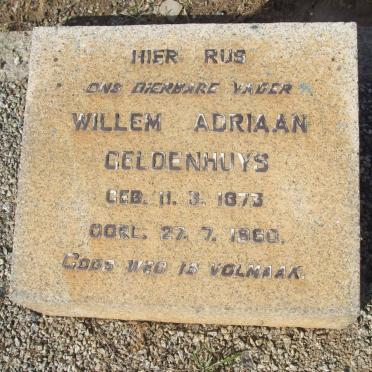 HIER RUS
ONS DIERBARE VADER
WILLEM ADRIAAN
GELDENHUYS
GEB. 11. 3. 1873
OORL. 27. 7. 1960.
GODS WEG IS VOLMAAK.